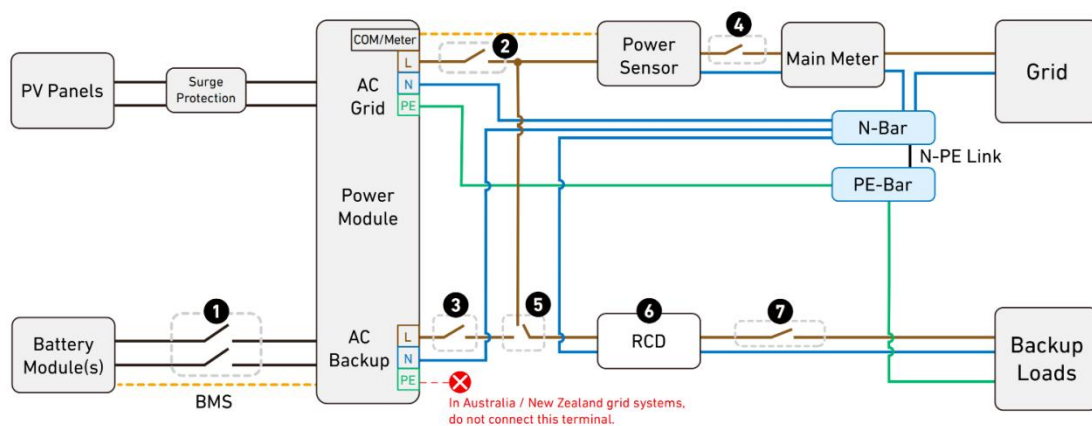 COM/Meter
2
4
Power
Sensor
Main Meter
Grid
PV Panels
Surge
Protection
AC
Grid
L
N
PE
N-Bar
N-PE Link
PE-Bar
Power
Module
1
3
5
6
7
Battery
Module(s)
BMS
AC
Backup
L
N
PE
RCD
Backup
Loads
In Australia / New Zealand grid systems,
do not connect this terminal.